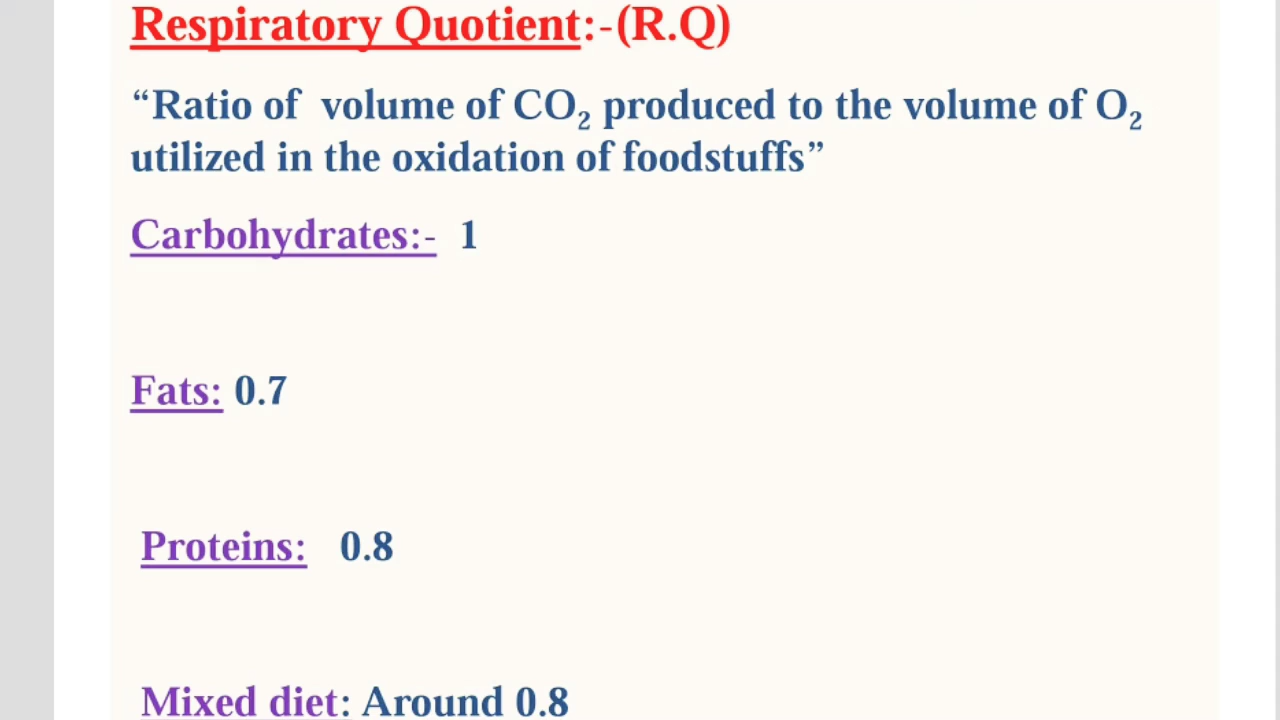 Respiratory Quotient:-(R.Q)
“Ratio of volume of CO₂ produced to the volume of O₂
utilized in the oxidation of foodstuffs”
Carbohydrates:- 1
Fats: 0.7
Proteins: 0.8
Mixed diet: Around 0.8